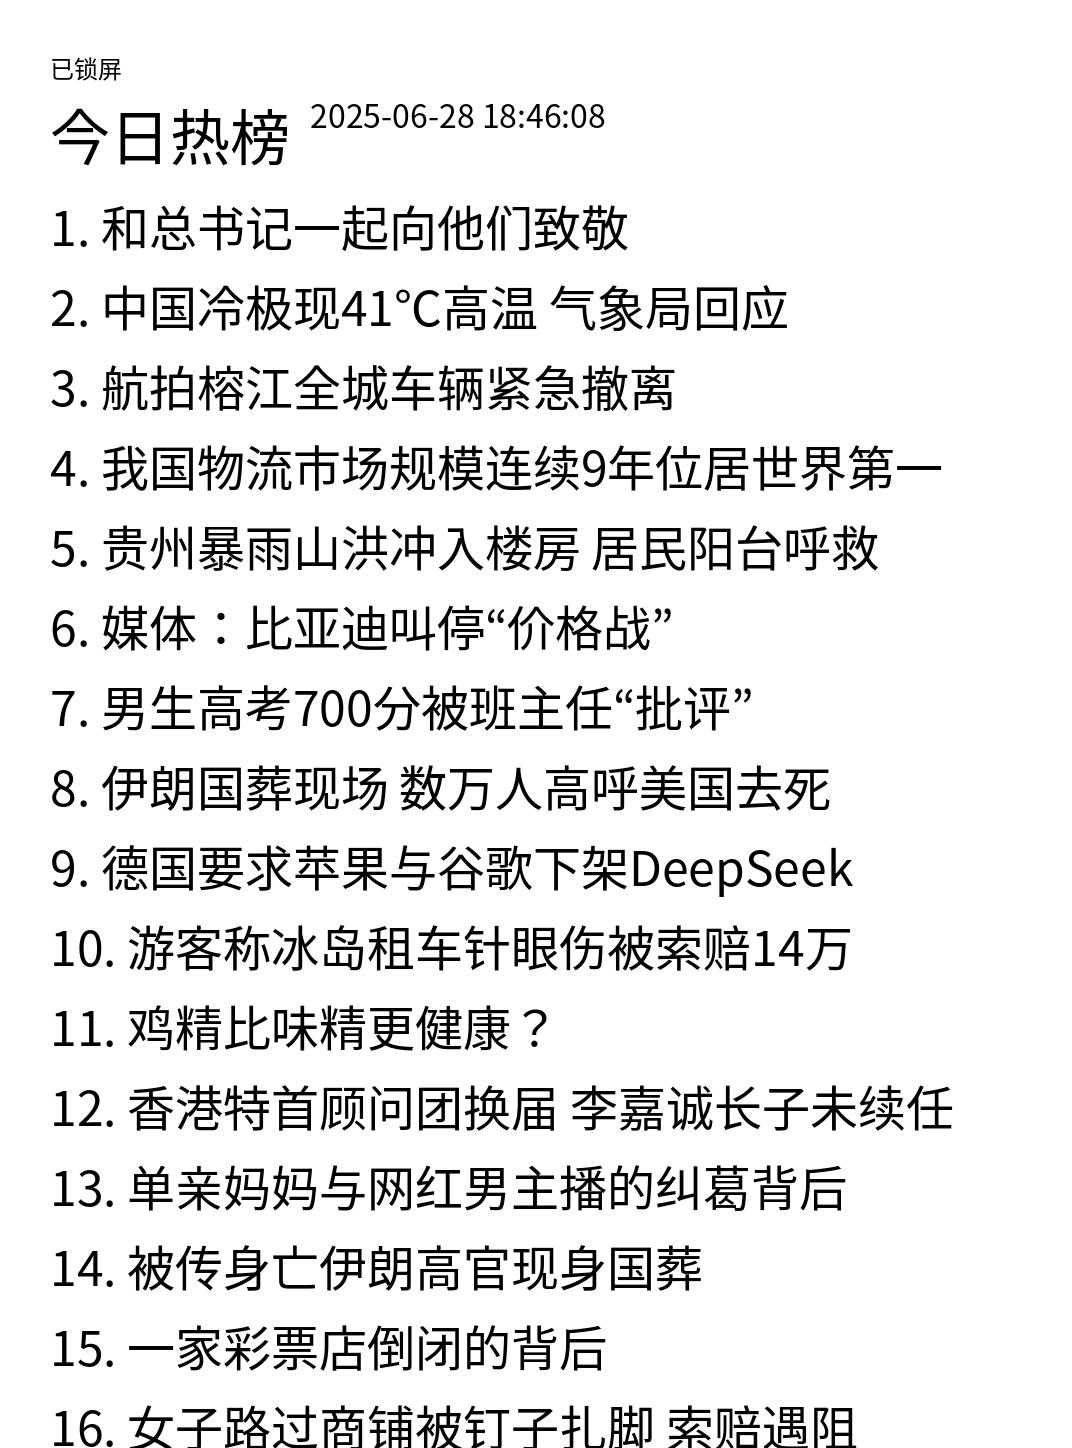 已锁屏
今日热榜 2025-06-28 18:46:08
1. 和总书记一起向他们致敬
2. 中国冷极现41℃高温 气象局回应
3. 航拍榕江全城车辆紧急撤离
4. 我国物流市场规模连续9年位居世界第一
5. 贵州暴雨山洪冲入楼房 居民阳台呼救
6. 媒体：比亚迪叫停“价格战”
7. 男生高考700分被班主任“批评”
8. 伊朗国葬现场 数万人高呼美国去死
9. 德国要求苹果与谷歌下架DeepSeek
10. 游客称冰岛租车针眼伤被索赔14万
11. 鸡精比味精更健康？
12. 香港特首顾问团换届 李嘉诚长子未续任
13. 单亲妈妈与网红男主播的纠葛背后
14. 被传身亡伊朗高官现身国葬
15. 一家彩票店倒闭的背后
16. 女子路过商铺被钉子扎脚 索赔遇阻